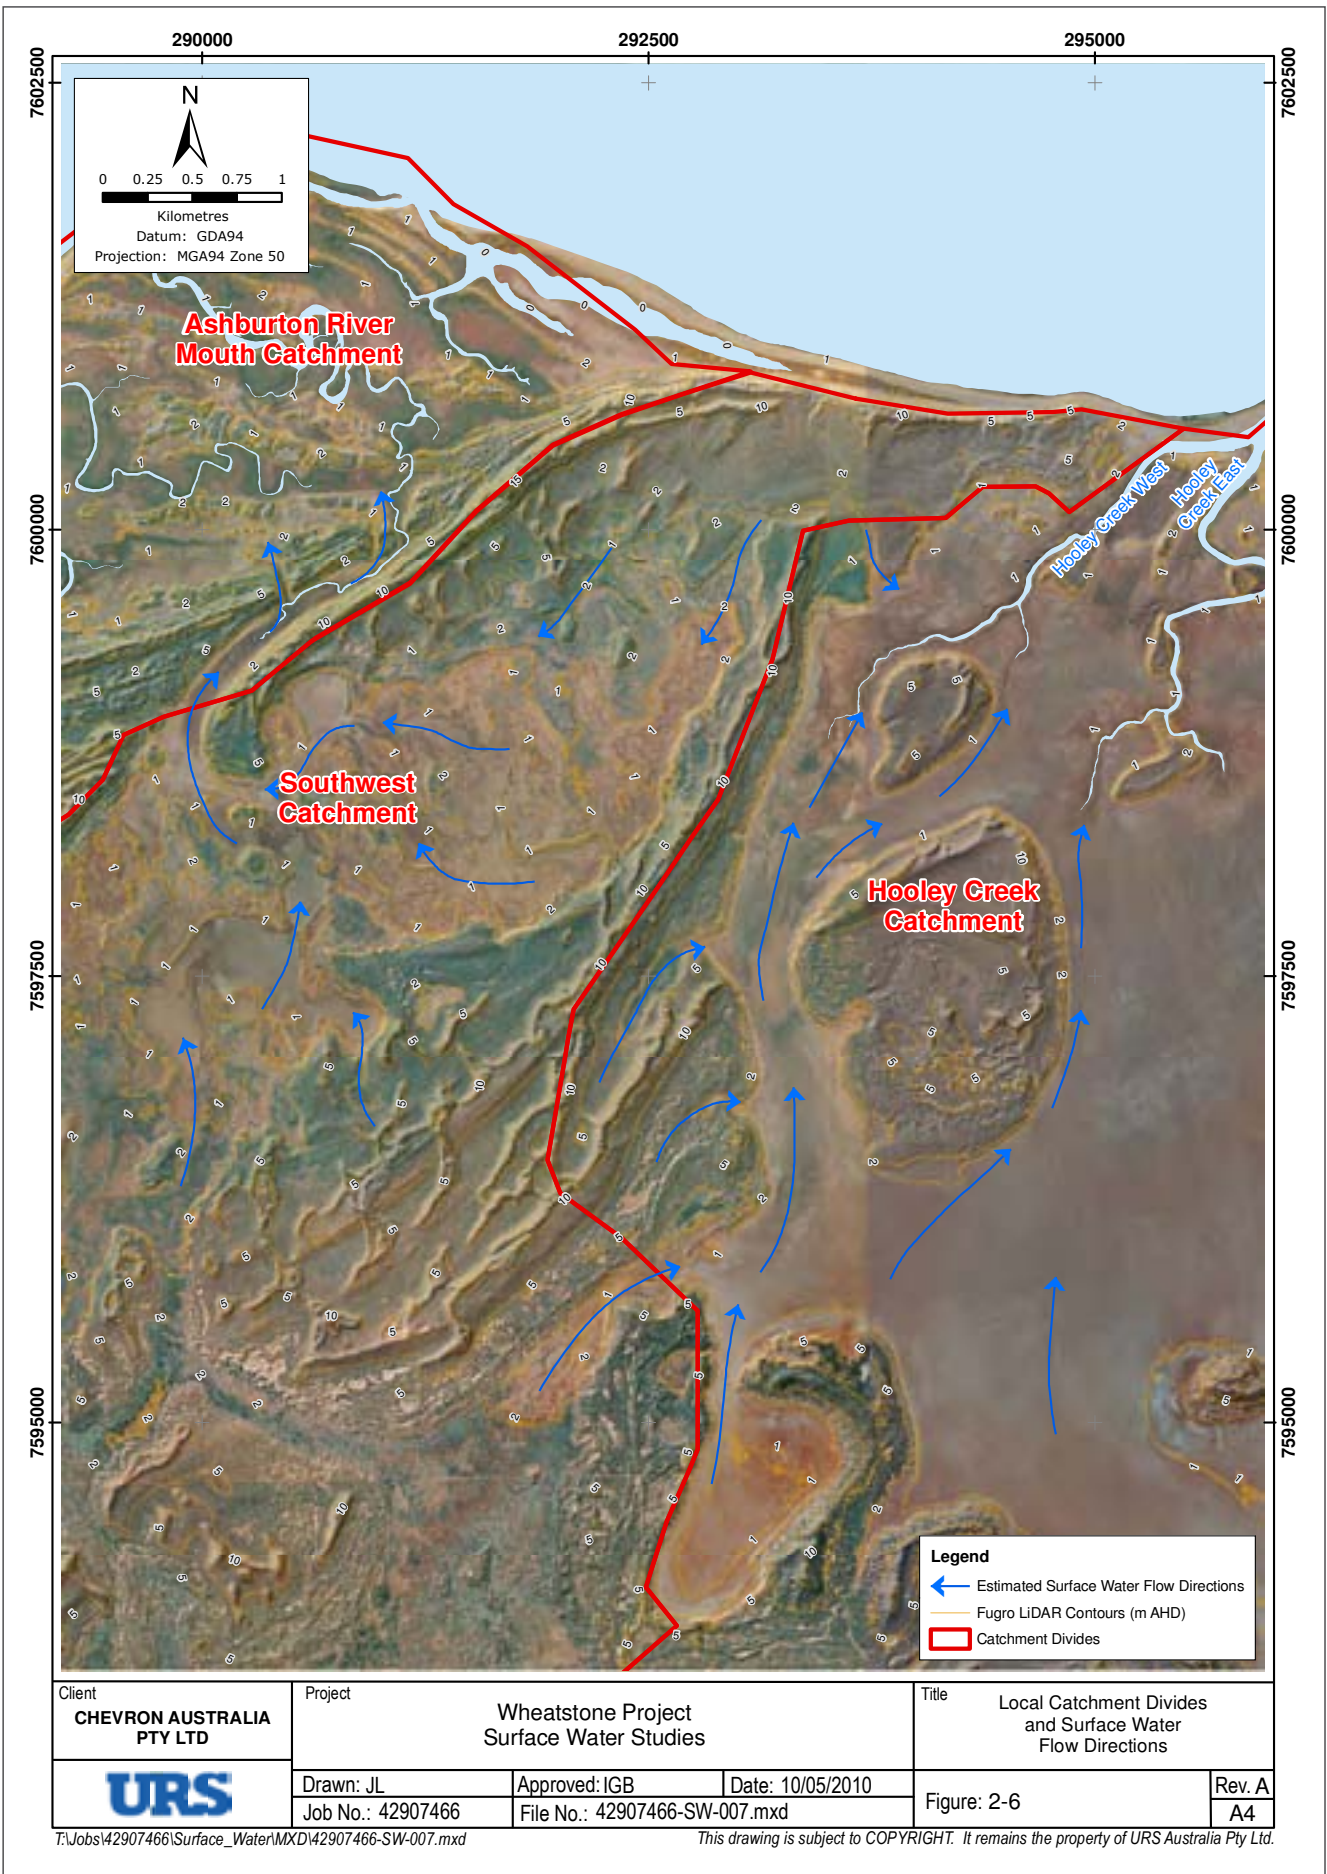 290000
292500
295000
7602500
7602500
N
0 0.25 0.5 0.75 1
Kilometres
Datum: GDA94
Projection: MGA94 Zone 50
Ashburton River
Mouth Catchment
7600000
7600000
Hooley Creek West
Hooley
Creek East
Southwest
Catchment
Hooley Creek
Catchment
7597500
7597500
7595000
7595000
Legend
Estimated Surface Water Flow Directions
Fugro LiDAR Contours (m AHD)
Catchment Divides
Client
CHEVRON AUSTRALIA
PTY LTD
Project
Wheatstone Project
Surface Water Studies
Title
Local Catchment Divides
and Surface Water
Flow Directions
URS
Drawn: JL
Approved: IGB
Date: 10/05/2010
Job No.: 42907466
File No.: 42907466-SW-007.mxd
Figure: 2-6
Rev. A
A4
T:\Jobs\42907466\Surface_Water\MXD\42907466-SW-007.mxd
This drawing is subject to COPYRIGHT. It remains the property of URS Australia Pty Ltd.